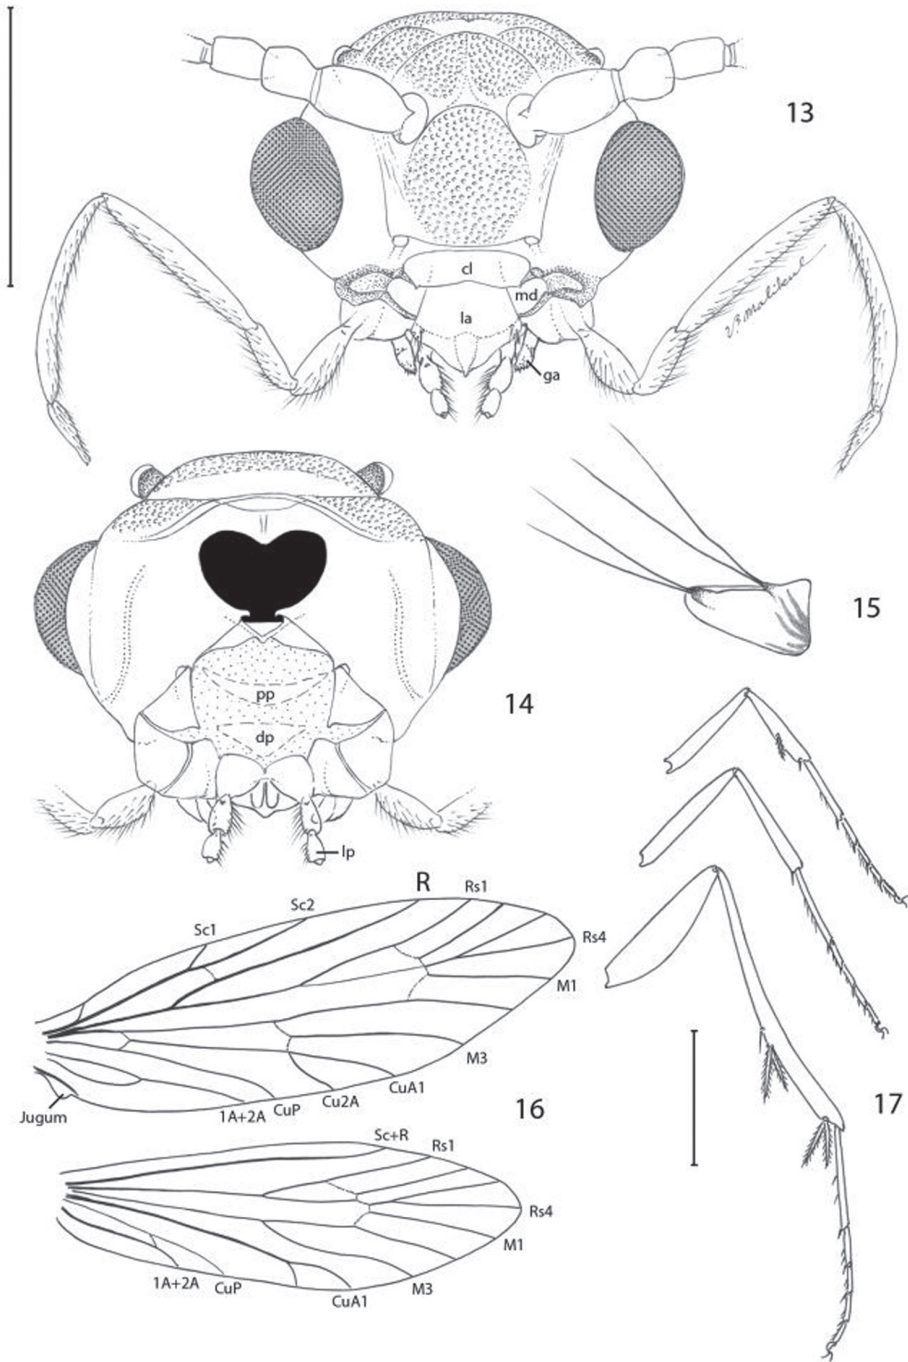 13
cl
md
la
ga
15
14
pp
dp
lp
R
Sc1
Sc2
Rs1
Rs4
M1
M3
CuA1
Cu2A
CuP
1A+2A
Jugum
16
17
Sc+R
Rs1
Rs4
M1
M3
CuA1
CuP
1A+2A